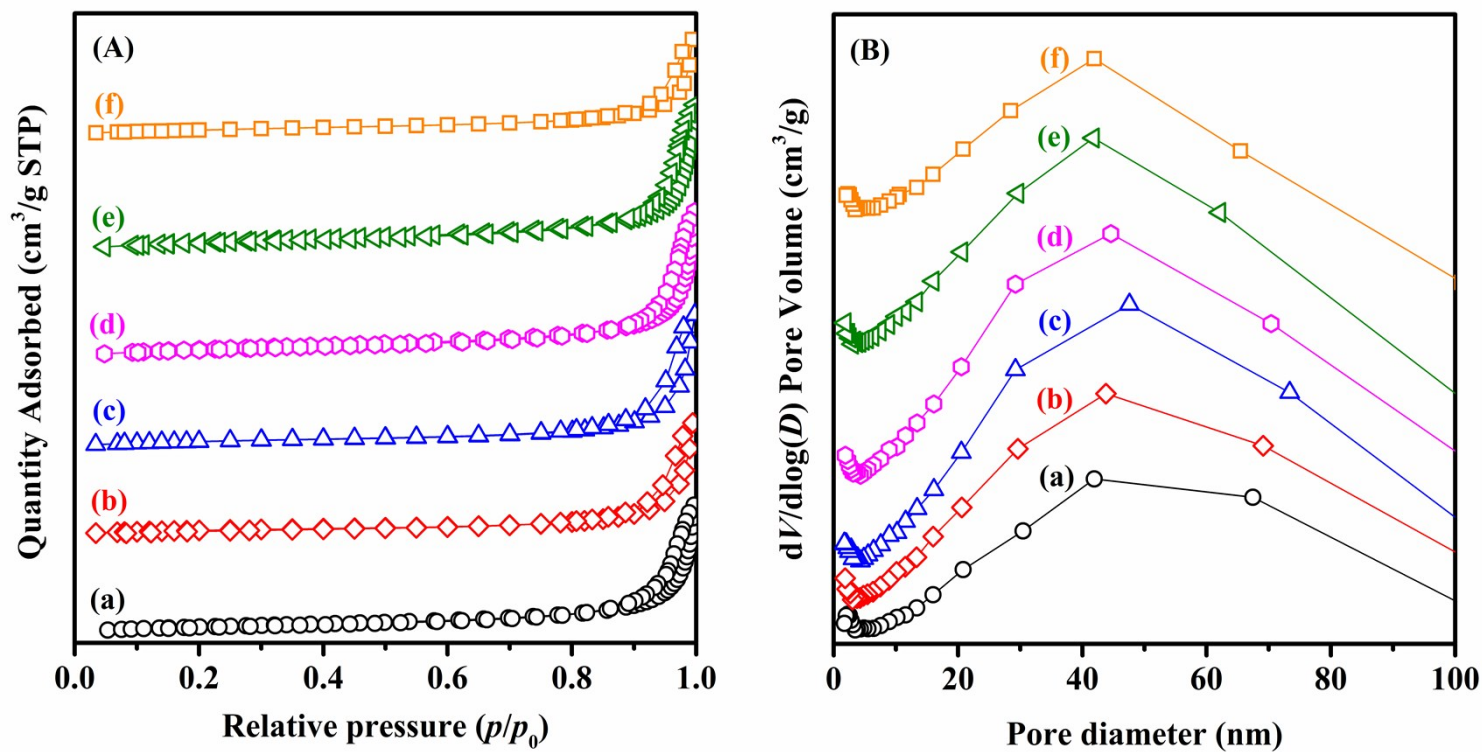 (A)
Quantity Adsorbed (cm³/g STP)
(f)
(e)
(d)
(c)
(b)
(a)
0.0 0.2 0.4 0.6 0.8 1.0
Relative pressure (p/p₀)
(B)
dV/dlog(D) Pore Volume (cm³/g)
(f)
(e)
(d)
(c)
(b)
(a)
0 20 40 60 80 100
Pore diameter (nm)